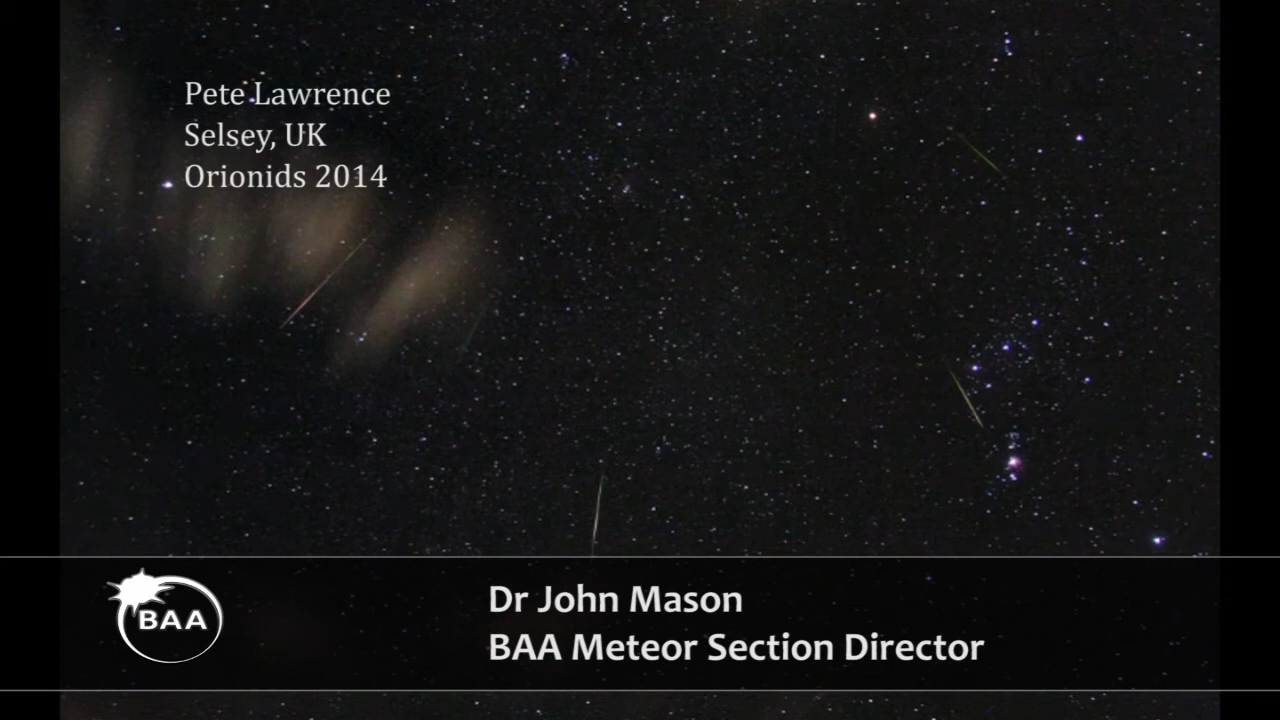 Pete Lawrence
Selsey, UK
Orionids 2014
Dr John Mason
BAA
BAA Meteor Section Director